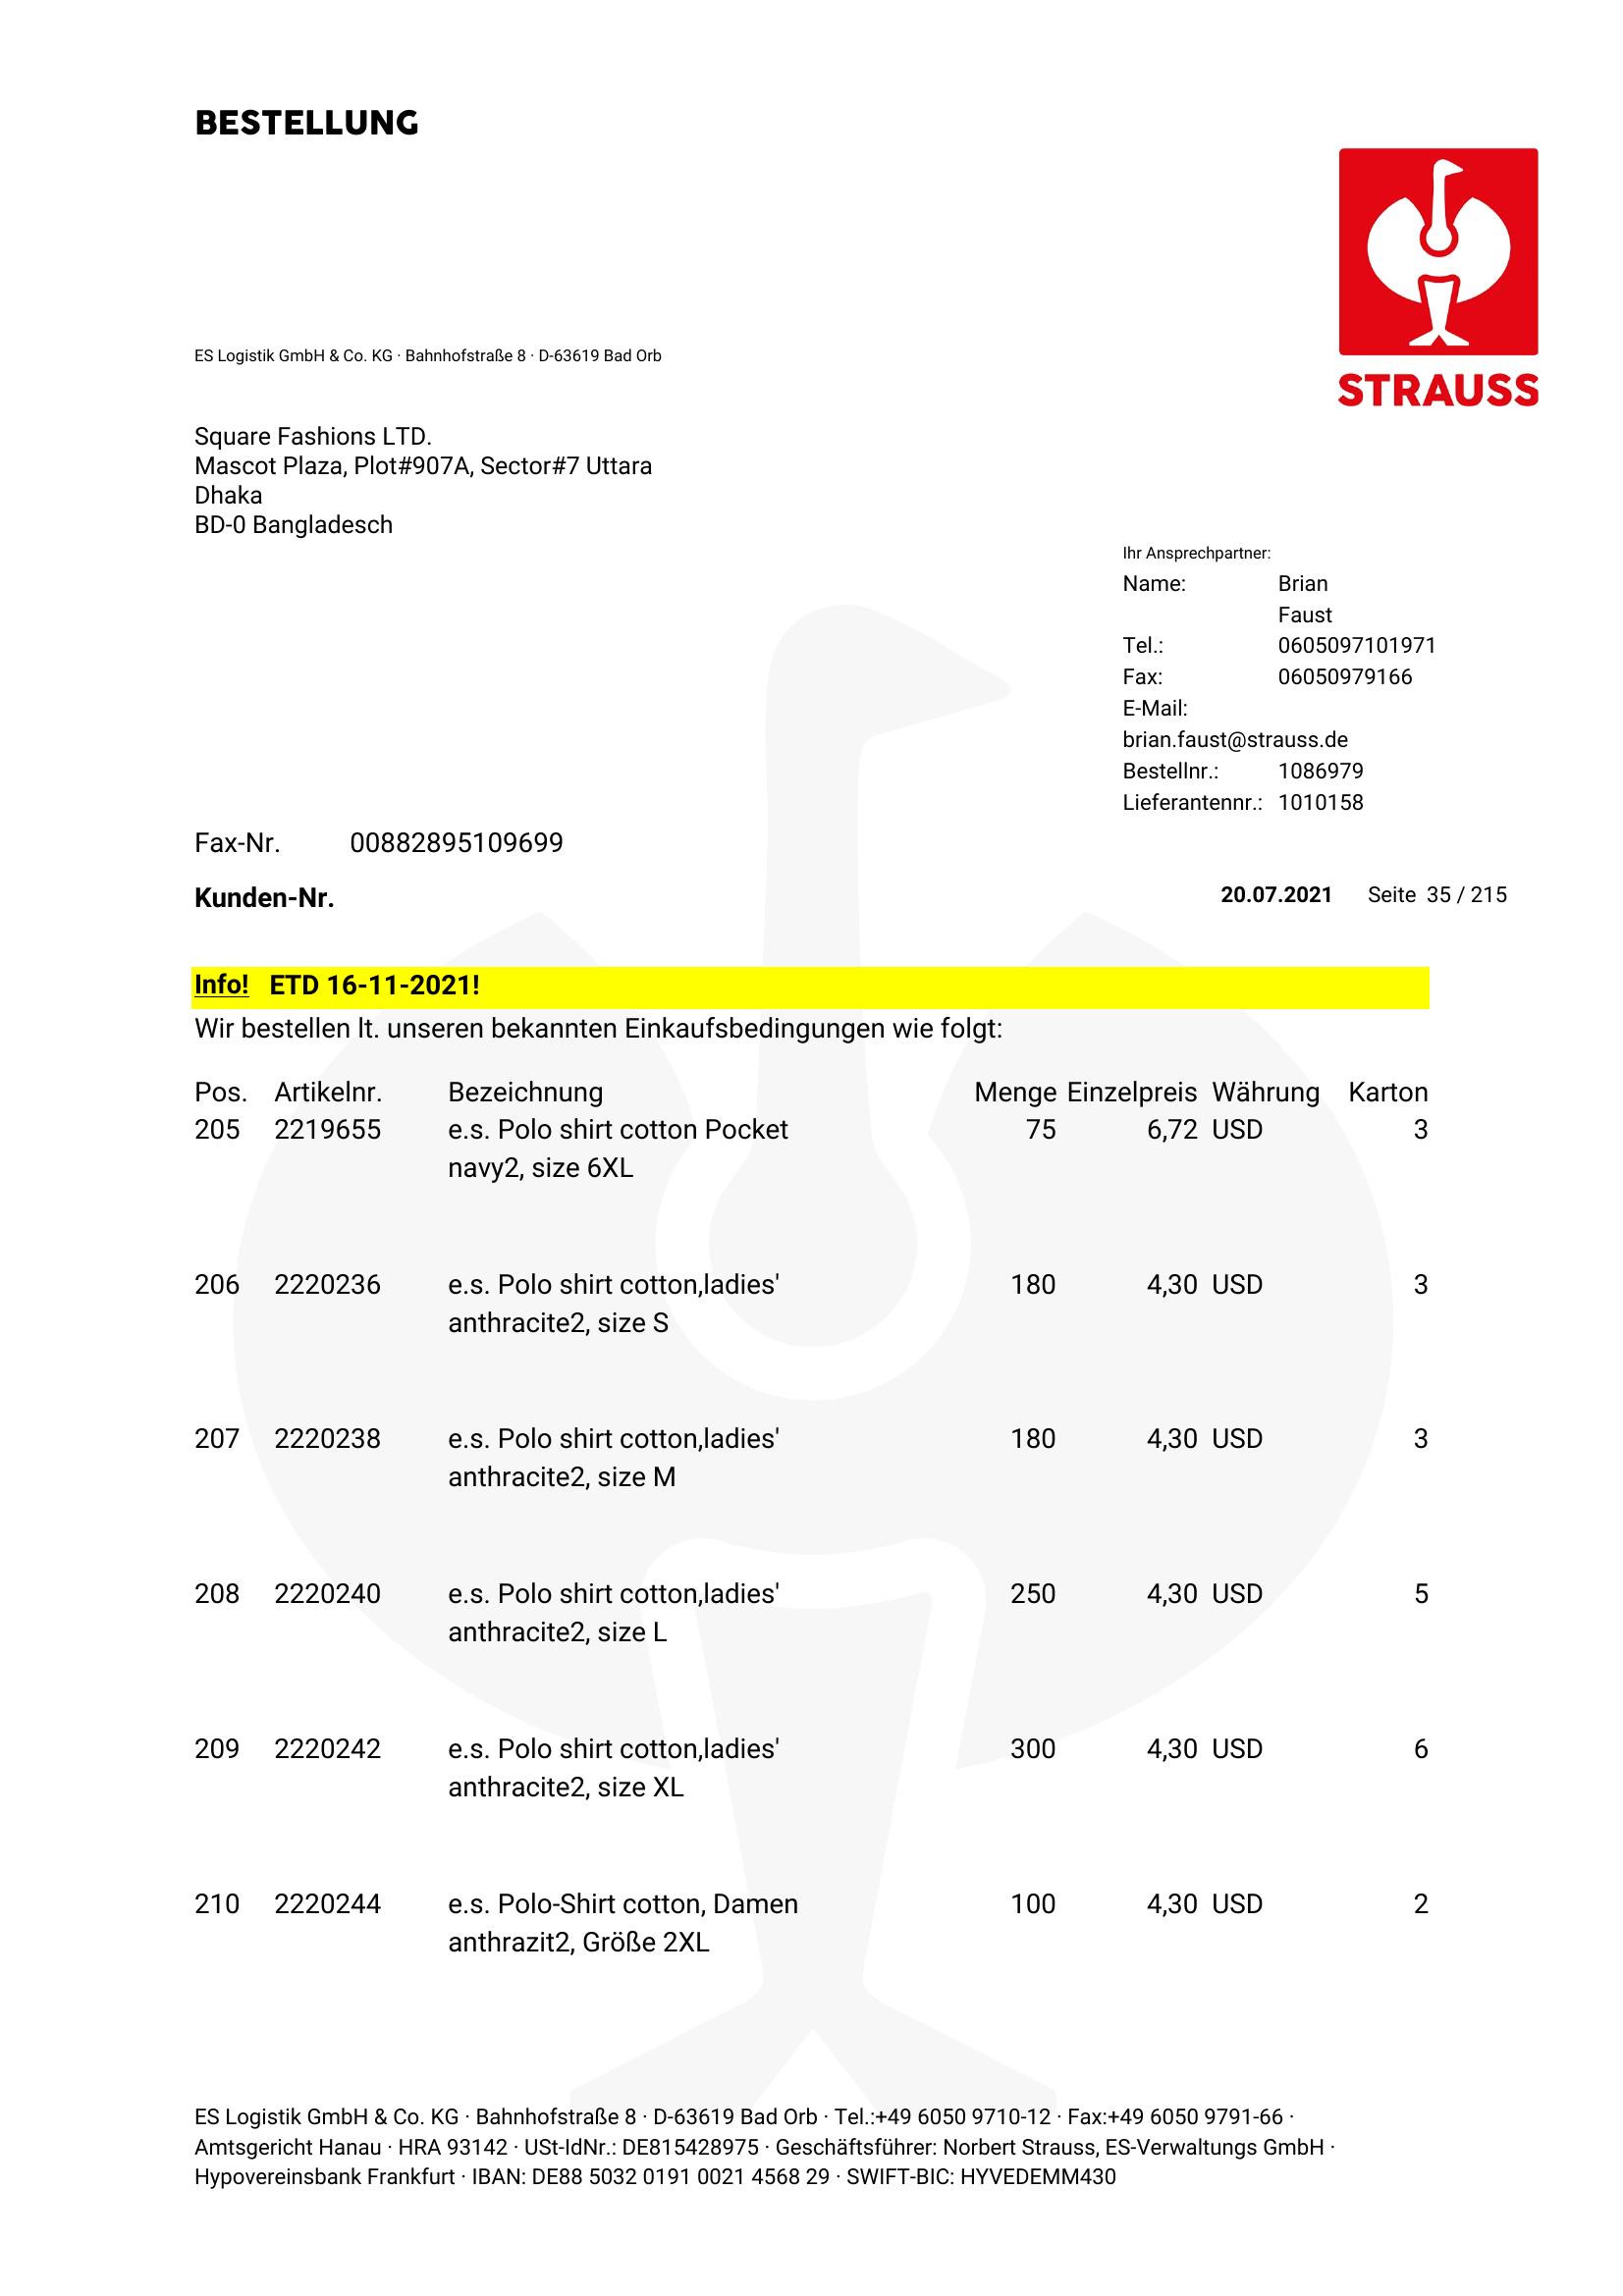 BESTELLUNG
STRAUSS
ES Logistik GmbH & Co. KG · Bahnhofstraße 8 · D-63619 Bad Orb
Square Fashions LTD.
Mascot Plaza, Plot#907A, Sector#7 Uttara
Dhaka
BD-0 Bangladesch
Ihr Ansprechpartner:
Name: Brian
Faust
Tel.: 0605097101971
Fax: 06050979166
E-Mail:
brian.faust@strauss.de
Bestellnr.: 1086979
Lieferantennr.: 1010158
Fax-Nr. 00882895109699
Kunden-Nr. 20.07.2021 Seite 35 / 215
Info! ETD 16-11-2021!
Wir bestellen lt. unseren bekannten Einkaufsbedingungen wie folgt:
Pos. Artikelnr. Bezeichnung Menge Einzelpreis Währung Karton
205 2219655 e.s. Polo shirt cotton Pocket 75 6,72 USD 3
navy2, size 6XL
206 2220236 e.s. Polo shirt cotton,ladies' 180 4,30 USD 3
anthracite2, size S
207 2220238 e.s. Polo shirt cotton,ladies' 180 4,30 USD 3
anthracite2, size M
208 2220240 e.s. Polo shirt cotton,ladies' 250 4,30 USD 5
anthracite2, size L
209 2220242 e.s. Polo shirt cotton,ladies' 300 4,30 USD 6
anthracite2, size XL
210 2220244 e.s. Polo-Shirt cotton, Damen 100 4,30 USD 2
anthrazit2, Größe 2XL
ES Logistik GmbH & Co. KG · Bahnhofstraße 8 · D-63619 Bad Orb · Tel.:+49 6050 9710-12 · Fax:+49 6050 9791-66 ·
Amtsgericht Hanau · HRA 93142 · USt-IdNr.: DE815428975 · Geschäftsführer: Norbert Strauss, ES-Verwaltungs GmbH ·
Hypovereinsbank Frankfurt · IBAN: DE88 5032 0191 0021 4568 29 · SWIFT-BIC: HYVEDEMM430